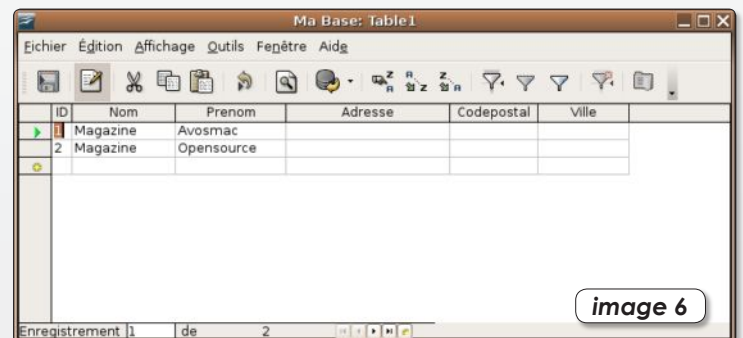 Ma Base: Table1
Fichier Édition Affichage Outils Fenêtre Aide
ID Nom Prenom Adresse Codepostal Ville
1 Magazine Avosmac
2 Magazine Opensource
image 6
Enregistrement 1 de 2